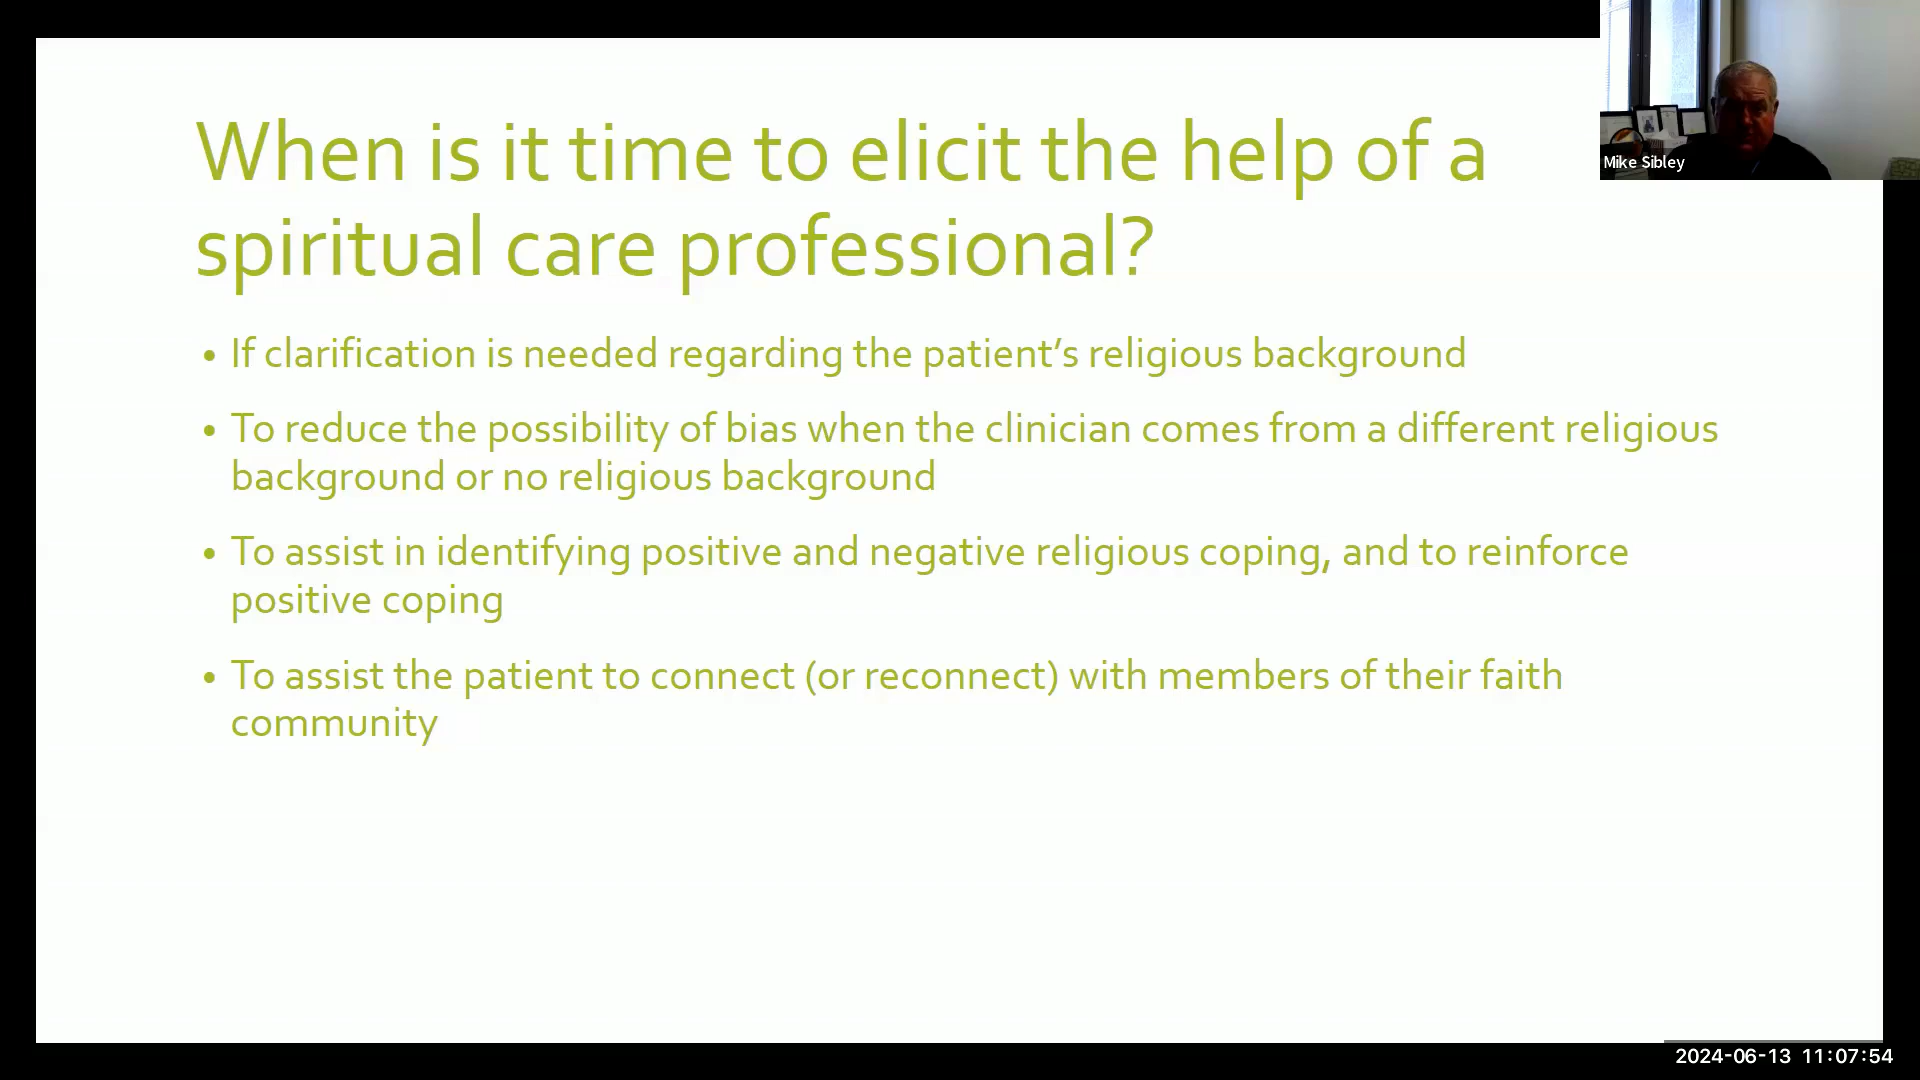 When is it time to elicit the help of a
spiritual care professional?
• If clarification is needed regarding the patient’s religious background
• To reduce the possibility of bias when the clinician comes from a different religious
background or no religious background
• To assist in identifying positive and negative religious coping, and to reinforce
positive coping
• To assist the patient to connect (or reconnect) with members of their faith
community
Mike Sibley
2024-06-13 11:07:54